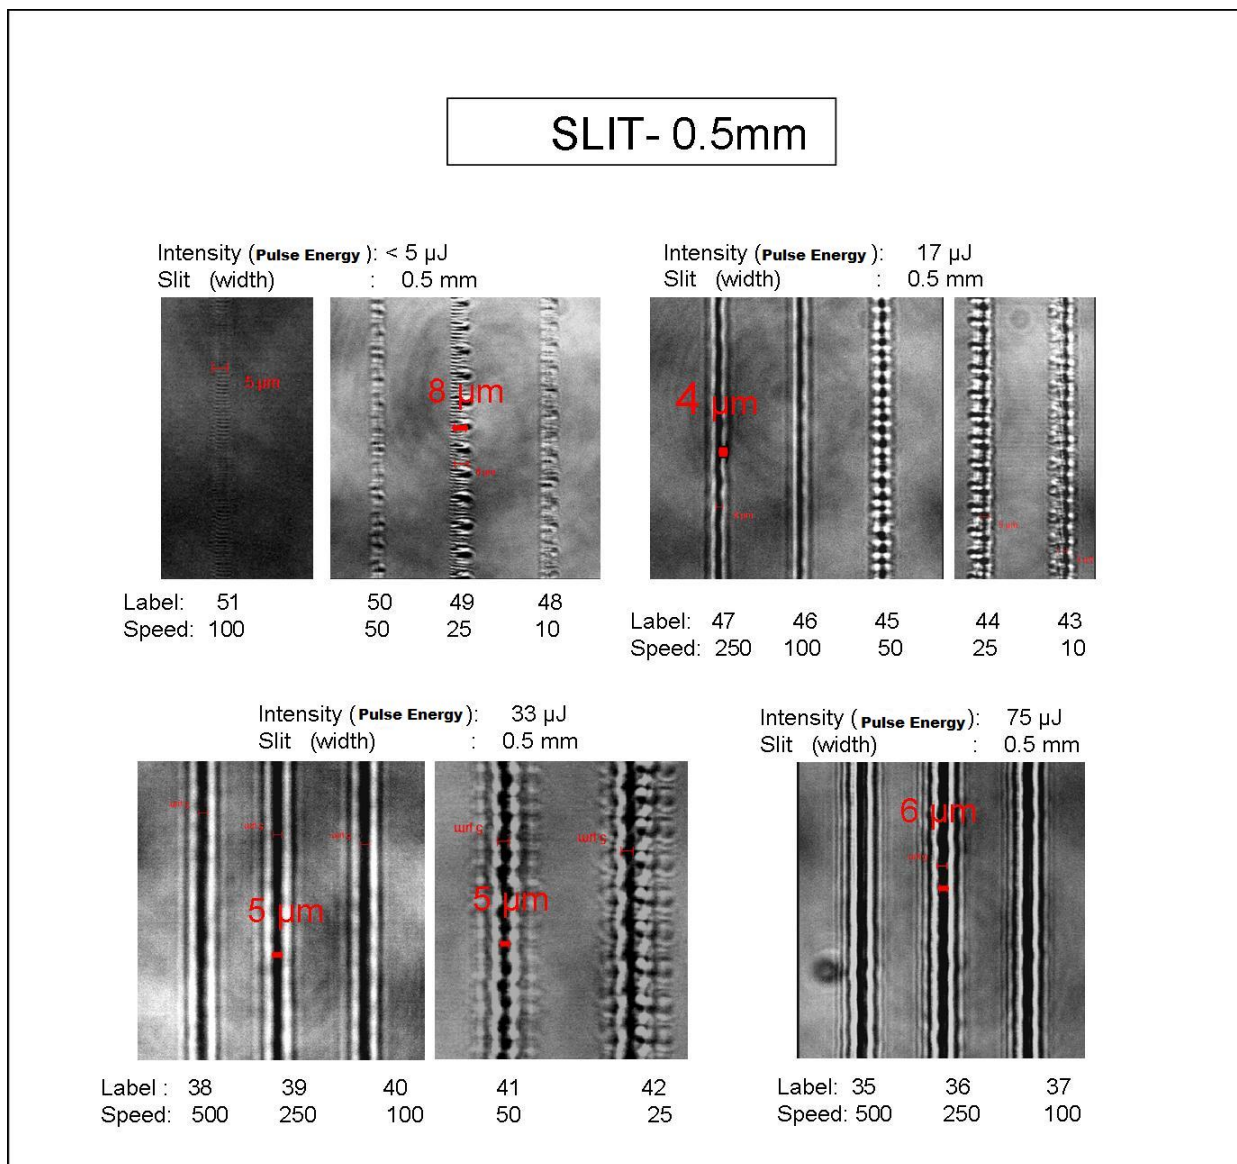 SLIT- 0.5mm
Intensity (Pulse Energy ): < 5 µJ
Slit (width) : 0.5 mm
5 µm
8 µm
Label: 51 50 49 48
Speed: 100 50 25 10
Intensity (Pulse Energy ): 17 µJ
Slit (width) : 0.5 mm
4 µm
Label: 47 46 45 44 43
Speed: 250 100 50 25 10
Intensity (Pulse Energy): 33 µJ
Slit (width) : 0.5 mm
5 µm
5 µm
5 µm
5 µm
Label : 38 39 40 41 42
Speed: 500 250 100 50 25
Intensity (Pulse Energy): 75 µJ
Slit (width) : 0.5 mm
6 µm
Label: 35 36 37
Speed: 500 250 100